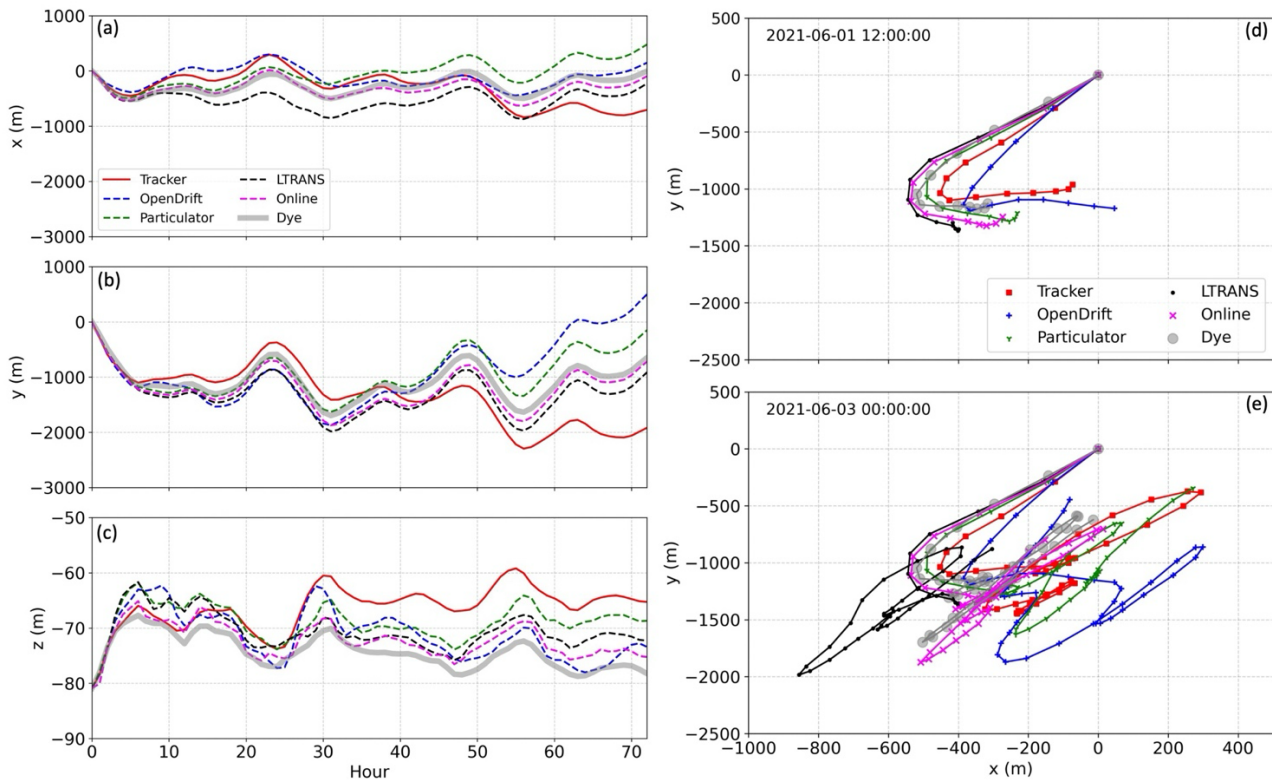 (a)
1000
0
−1000
−2000
−3000
x (m)
Tracker
OpenDrift
Particulator
LTRANS
Online
Dye
(b)
1000
0
−1000
−2000
−3000
y (m)
(c)
−50
−60
−70
−80
−90
z (m)
0 10 20 30 40 50 60 70
Hour
(d)
2021-06-01 12:00:00
500
0
−500
−1000
−1500
−2000
−2500
y (m)
Tracker
OpenDrift
Particulator
LTRANS
Online
Dye
(e)
2021-06-03 00:00:00
500
0
−500
−1000
−1500
−2000
−2500
y (m)
−1000 −800 −600 −400 −200 0 200 400
x (m)